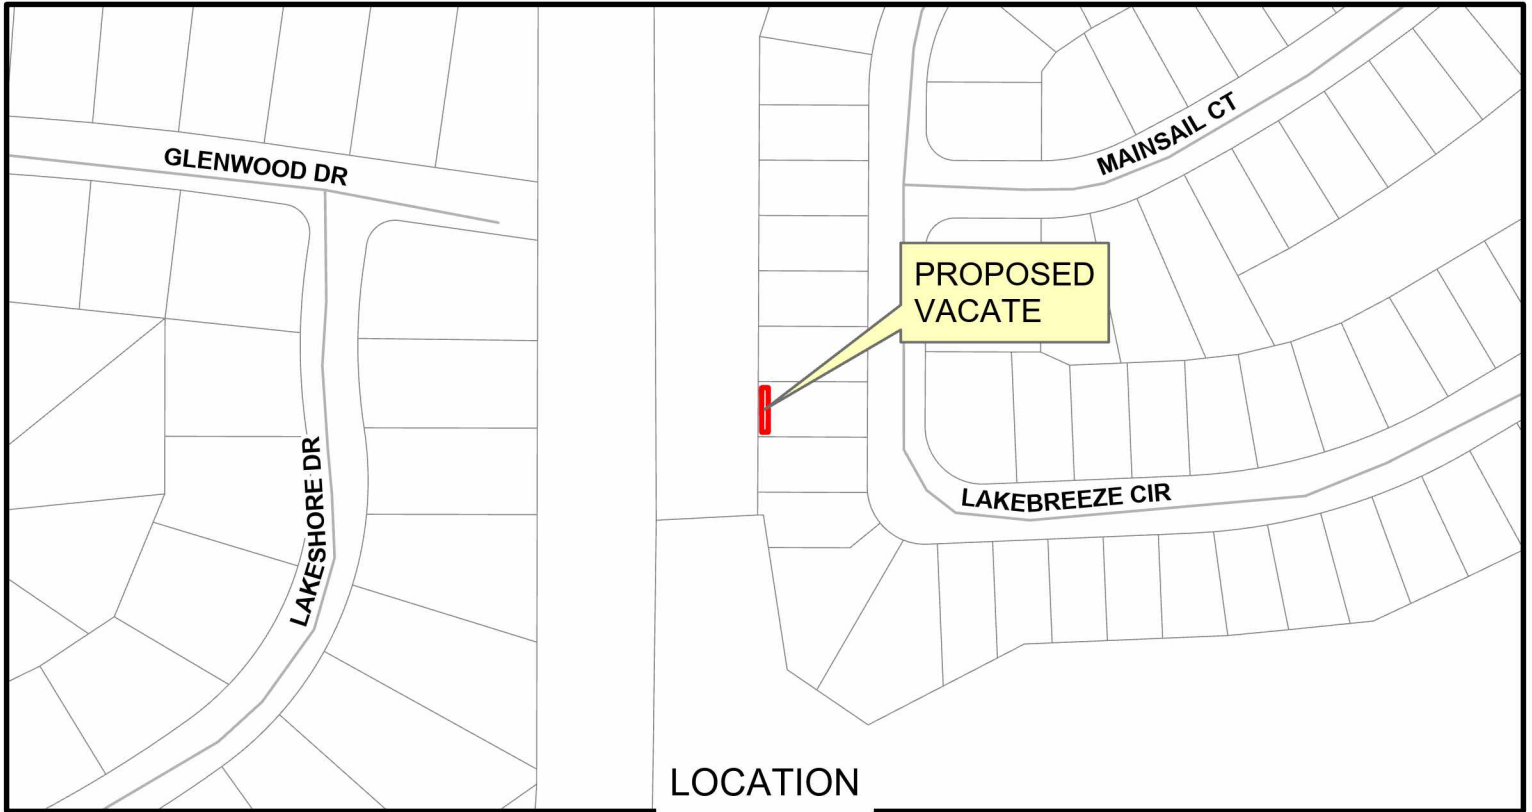 GLENWOOD DR
MAINSAIL CT
PROPOSED
VACATE
LAKESHORE DR
LAKEBREEZE CIR
LOCATION